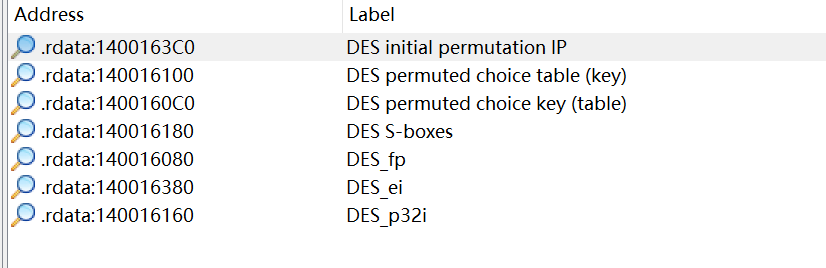 Address Label
.rdata:1400163C0 DES initial permutation IP
.rdata:140016100 DES permuted choice table (key)
.rdata:1400160C0 DES permuted choice key (table)
.rdata:140016180 DES S-boxes
.rdata:140016080 DES_fp
.rdata:140016380 DES_ei
.rdata:140016160 DES_p32i